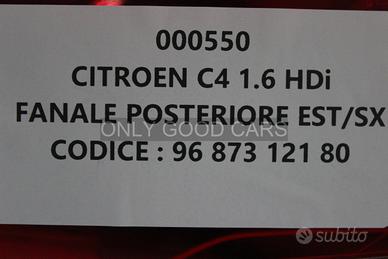 000550
CITROEN C4 1.6 HDi
FANALE POSTERIORE EST/SX
ONLY GOOD CARS
CODICE : 96 873 121 80
subito